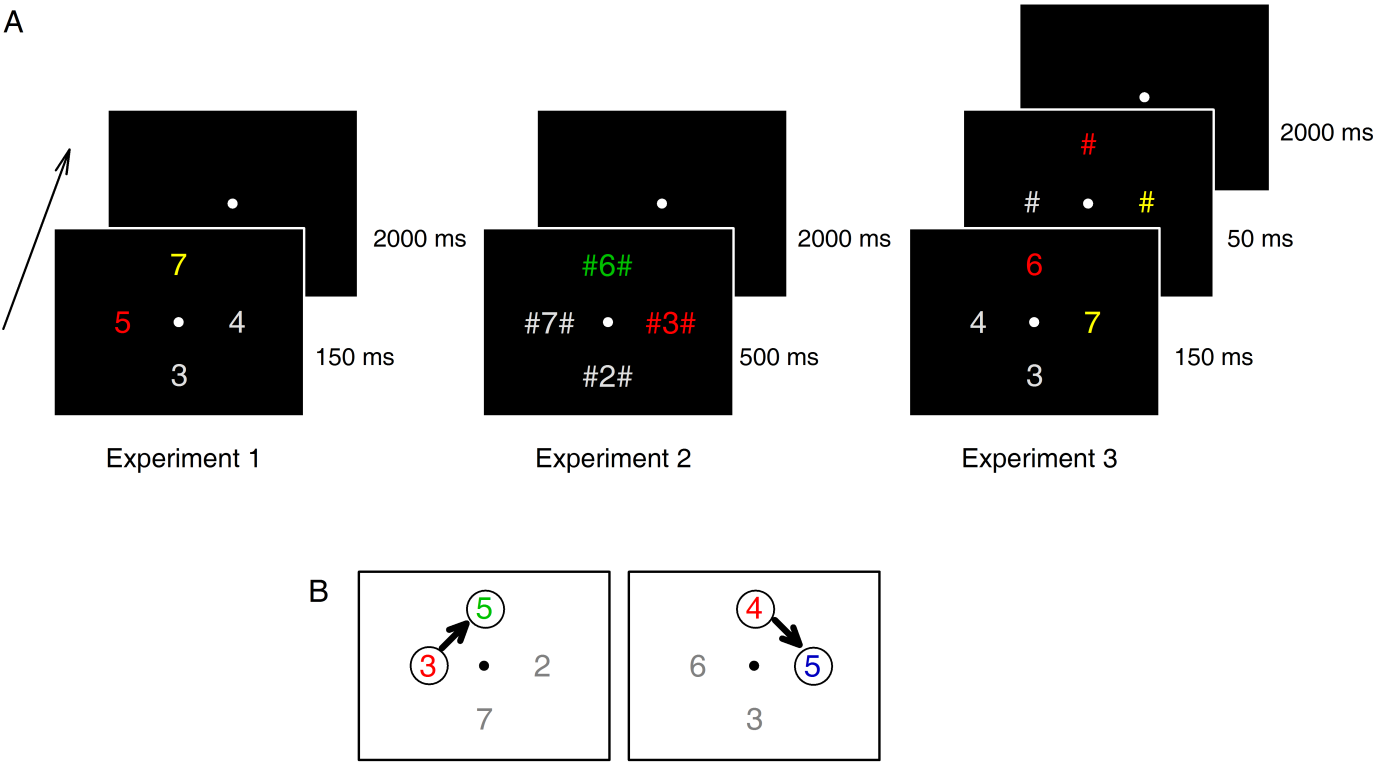 A
7
5 4
3
150 ms
2000 ms
Experiment 1
#6#
#7# #3#
#2#
500 ms
2000 ms
Experiment 2
6
4 7
3
150 ms
#
# #
50 ms
2000 ms
Experiment 3
B
5
3 2
7
4
6 5
3